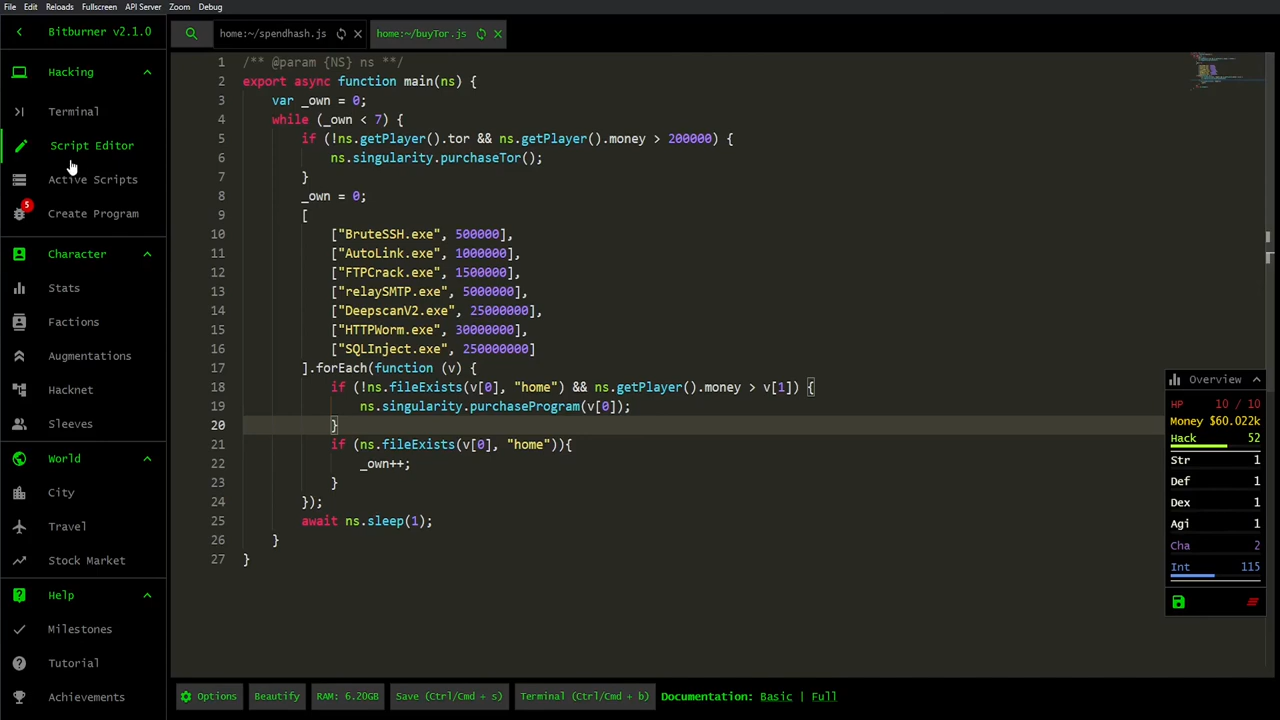 File Edit Reloads Fullscreen API Server Zoom Debug
Bitburner v2.1.0
Hacking
Terminal
Script Editor
Active Scripts
5
Create Program
Character
Stats
Factions
Augmentations
Hacknet
Sleeves
World
City
Travel
Stock Market
Help
Milestones
Tutorial
Achievements
home:~/spendhash.js
home:~/buyTor.js
1 /** @param {NS} ns **/
2 export async function main(ns) {
3 var _own = 0;
4 while (_own < 7) {
5 if (!ns.getPlayer().tor && ns.getPlayer().money > 200000) {
6 ns.singularity.purchaseTor();
7 }
8 _own = 0;
9 [
10 ["BruteSSH.exe", 500000],
11 ["AutoLink.exe", 1000000],
12 ["FTPCrack.exe", 1500000],
13 ["relaySMTP.exe", 5000000],
14 ["DeepscanV2.exe", 25000000],
15 ["HTTPWorm.exe", 30000000],
16 ["SQLInject.exe", 250000000]
17 ].forEach(function (v) {
18 if (!ns.fileExists(v[0], "home") && ns.getPlayer().money > v[1]) {
19 ns.singularity.purchaseProgram(v[0]);
20 }
21 if (ns.fileExists(v[0], "home")){
22 _own++;
23 }
24 });
25 await ns.sleep(1);
26 }
27 }
Overview
HP 10 / 10
Money $60.022k
Hack 52
Str 1
Def 1
Dex 1
Agi 1
Cha 2
Int 115
Options Beautify RAM: 6.20GB Save (Ctrl/Cmd + s) Terminal (Ctrl/Cmd + b) Documentation: Basic | Full